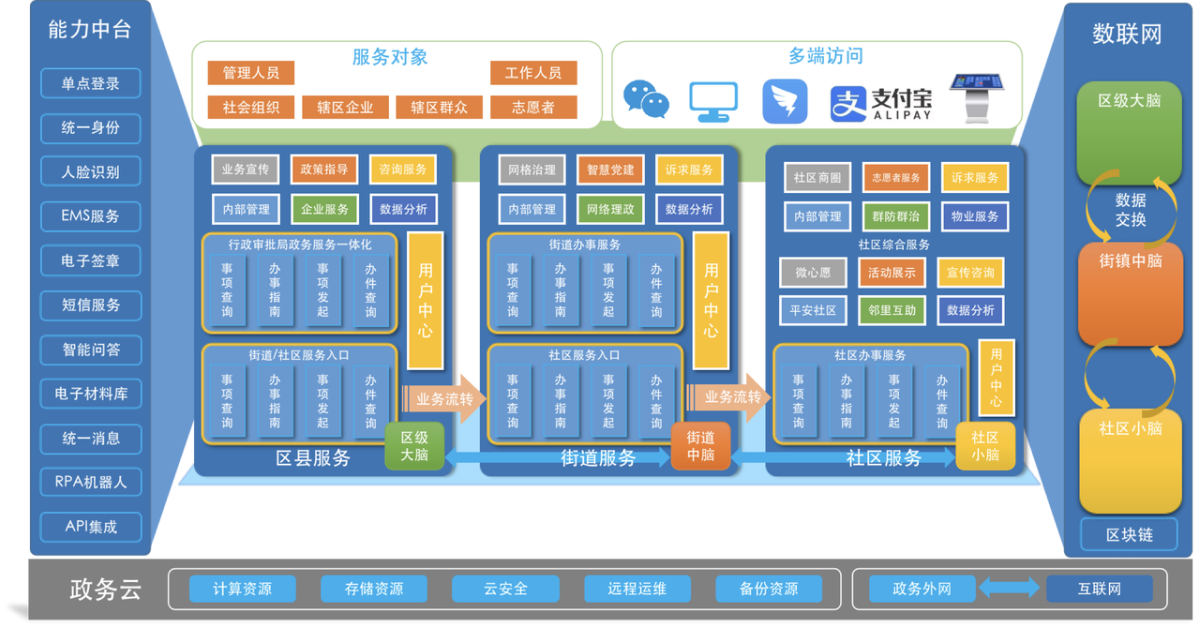 能力中台
单点登录
统一身份
人脸识别
EMS服务
电子签章
短信服务
智能问答
电子材料库
统一消息
RPA机器人
API集成
服务对象
管理人员
工作人员
社会组织
辖区企业
辖区群众
志愿者
多端访问
支付宝
ALIPAY
业务宣传
政策指导
咨询服务
内部管理
企业服务
数据分析
行政审批局政务服务一体化
事项查询
办事指南
事项发起
办件查询
用户中心
街道/社区服务入口
事项查询
办事指南
事项发起
办件查询
区县服务
区级
大脑
业务流转
网格治理
智慧党建
诉求服务
内部管理
网络理政
数据分析
街道办事服务
事项查询
办事指南
事项发起
办件查询
用户中心
社区服务入口
事项查询
办事指南
事项发起
办件查询
街道服务
街道
中脑
业务流转
社区商圈
志愿者服务
诉求服务
内部管理
群防群治
物业服务
社区综合服务
微心愿
活动展示
宣传咨询
平安社区
邻里互助
数据分析
社区办事服务
事项查询
办事指南
事项发起
办件查询
用户中心
社区服务
社区
小脑
数联网
区级大脑
数据
交换
街镇中脑
社区小脑
区块链
政务云
计算资源
存储资源
云安全
远程运维
备份资源
政务外网
互联网